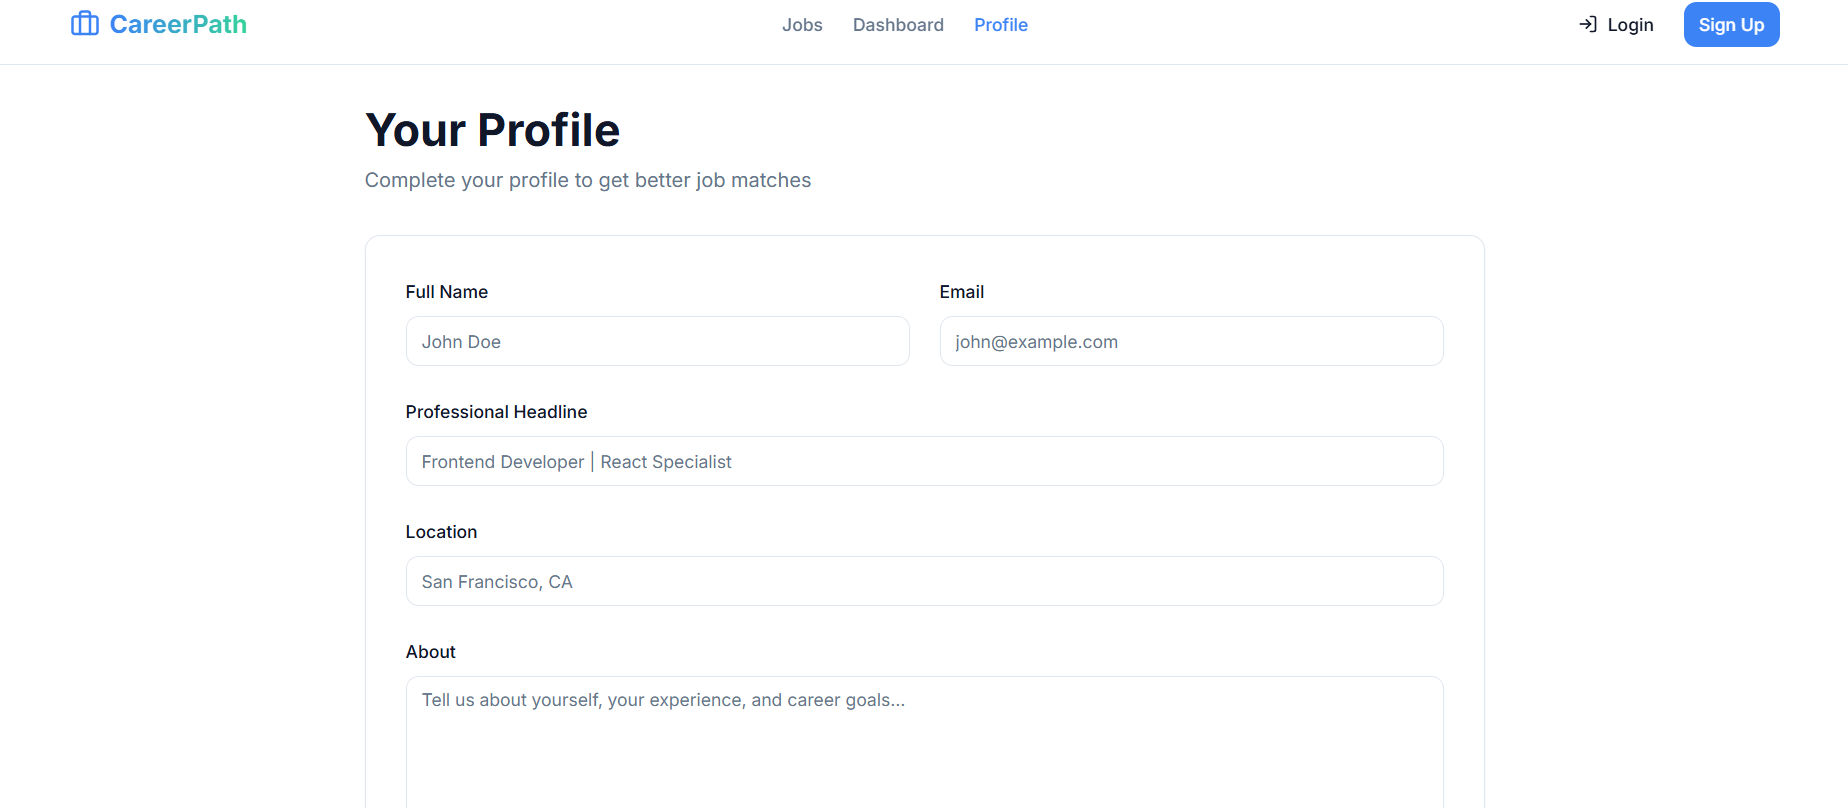 CareerPath
Jobs Dashboard Profile
Login
Sign Up
Your Profile
Complete your profile to get better job matches
Full Name
John Doe
Email
john@example.com
Professional Headline
Frontend Developer | React Specialist
Location
San Francisco, CA
About
Tell us about yourself, your experience, and career goals...